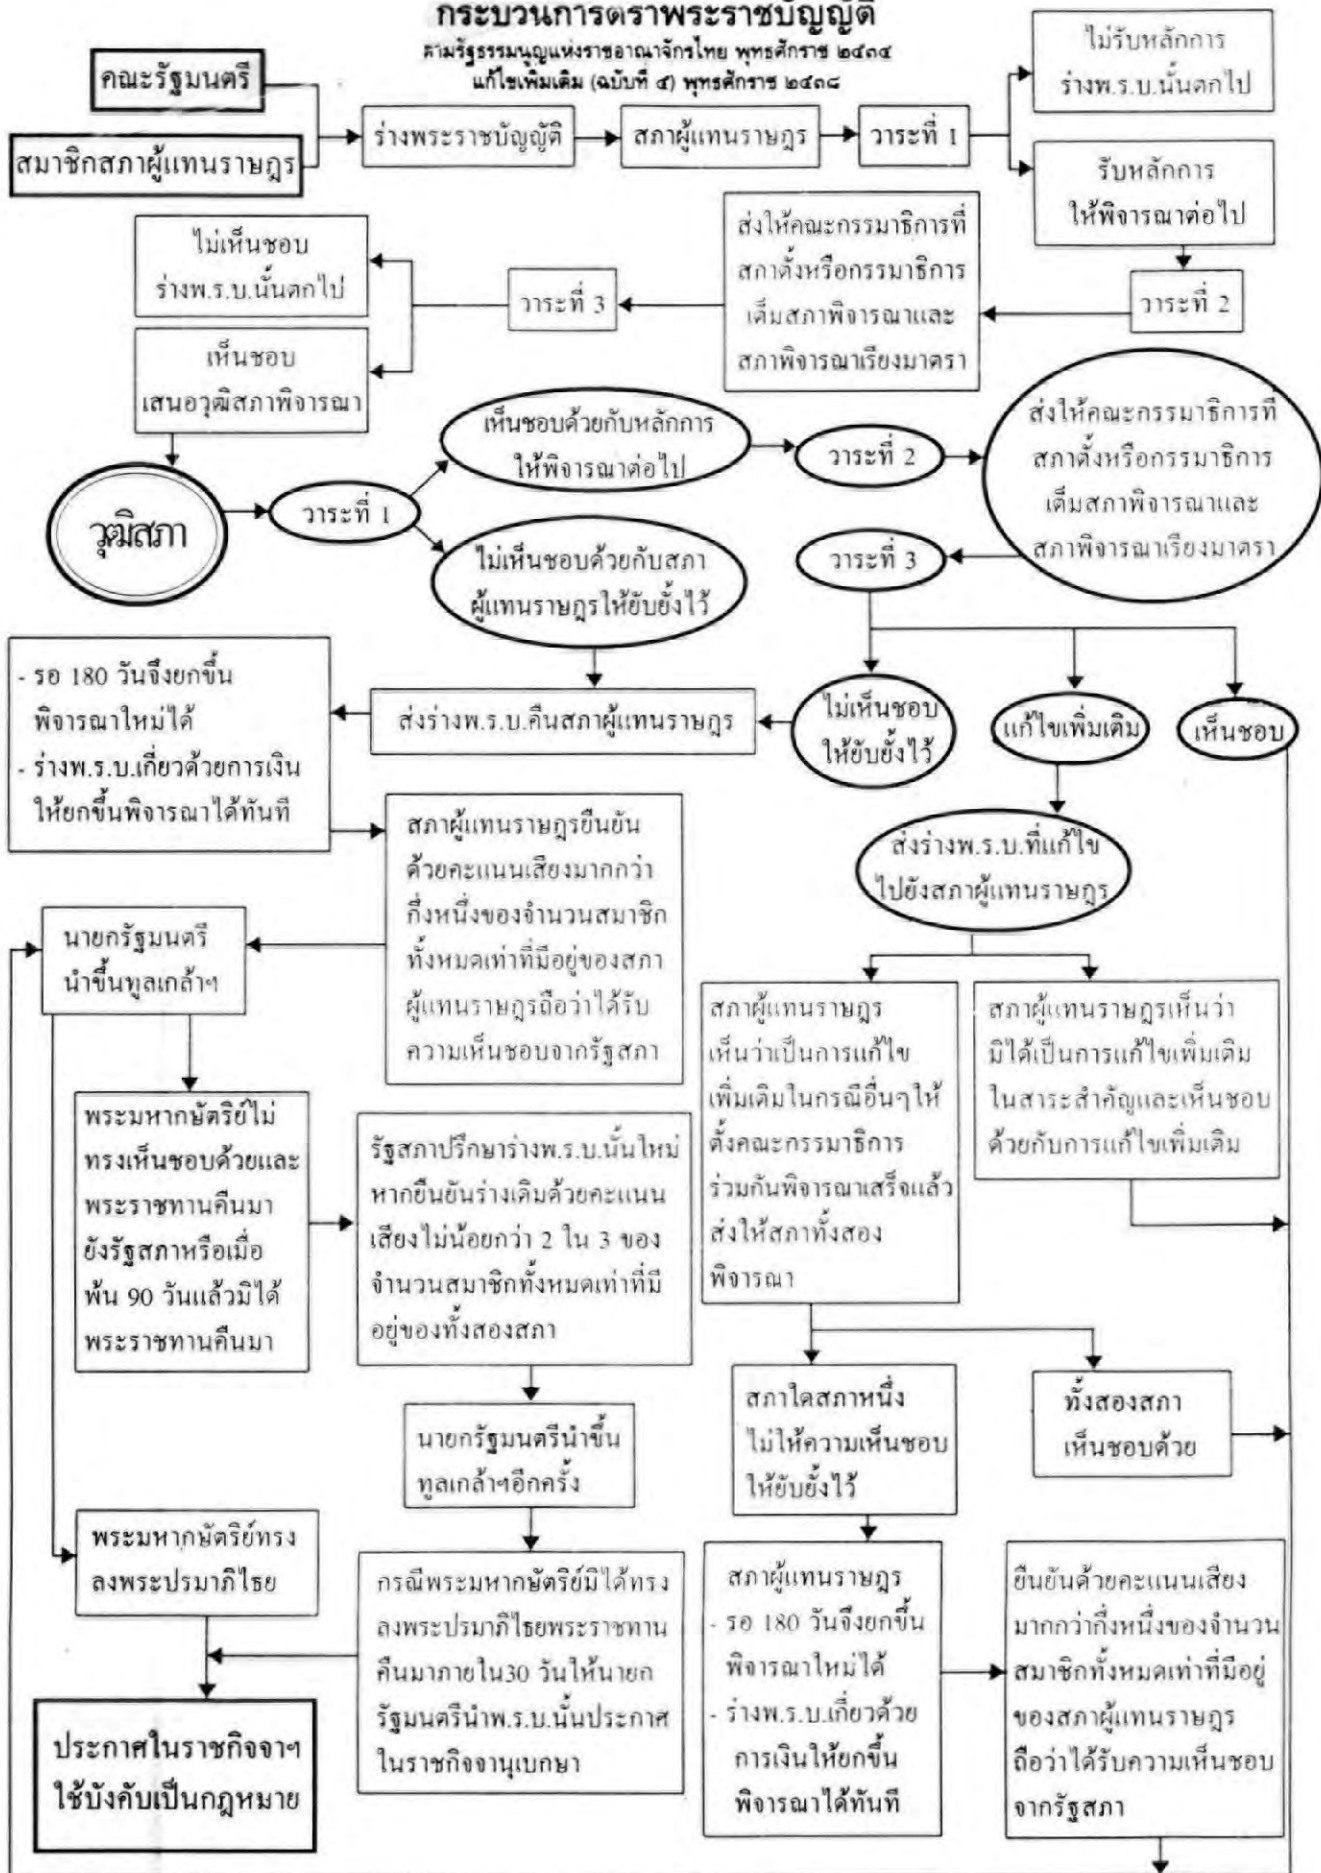 กระบวนการตราพระราชบัญญัติ
ตามรัฐธรรมนูญแห่งราชอาณาจักรไทย พุทธศักราช ๒๕๓๔
แก้ไขเพิ่มเติม (ฉบับที่ ๕) พุทธศักราช ๒๕๓๘
คณะรัฐมนตรี
สมาชิกสภาผู้แทนราษฎร
ร่างพระราชบัญญัติ
สภาผู้แทนราษฎร
วาระที่ 1
ไม่รับหลักการ
ร่างพ.ร.บ.นั้นตกไป
รับหลักการ
ให้พิจารณาต่อไป
วาระที่ 2
ส่งให้คณะกรรมาธิการที่
สภาตั้งหรือกรรมาธิการ
เต็มสภาพิจารณาและ
สภาพิจารณาเรียงมาตรา
วาระที่ 3
ไม่เห็นชอบ
ร่างพ.ร.บ.นั้นตกไป
เห็นชอบ
เสนอวุฒิสภาพิจารณา
วุฒิสภา
วาระที่ 1
เห็นชอบด้วยกับหลักการ
ให้พิจารณาต่อไป
ไม่เห็นชอบด้วยกับสภา
ผู้แทนราษฎรให้ยับยั้งไว้
วาระที่ 2
ส่งให้คณะกรรมาธิการที่
สภาตั้งหรือกรรมาธิการ
เต็มสภาพิจารณาและ
สภาพิจารณาเรียงมาตรา
วาระที่ 3
ไม่เห็นชอบ
ให้ยับยั้งไว้
แก้ไขเพิ่มเติม
เห็นชอบ
ส่งร่างพ.ร.บ.คืนสภาผู้แทนราษฎร
- รอ 180 วันจึงยกขึ้น
พิจารณาใหม่ได้
- ร่างพ.ร.บ.เกี่ยวด้วยการเงิน
ให้ยกขึ้นพิจารณาได้ทันที
สภาผู้แทนราษฎรยืนยัน
ด้วยคะแนนเสียงมากกว่า
กึ่งหนึ่งของจำนวนสมาชิก
ทั้งหมดเท่าที่มีอยู่ของสภา
ผู้แทนราษฎรถือว่าได้รับ
ความเห็นชอบจากรัฐสภา
ส่งร่างพ.ร.บ.ที่แก้ไข
ไปยังสภาผู้แทนราษฎร
นายกรัฐมนตรี
นำขึ้นทูลเกล้าฯ
สภาผู้แทนราษฎร
เห็นว่าเป็นการแก้ไข
เพิ่มเติมในกรณีอื่นๆให้
ตั้งคณะกรรมาธิการ
ร่วมกันพิจารณาเสร็จแล้ว
ส่งให้สภาทั้งสอง
พิจารณา
สภาผู้แทนราษฎรเห็นว่า
มิได้เป็นการแก้ไขเพิ่มเติม
ในสาระสำคัญและเห็นชอบ
ด้วยกับการแก้ไขเพิ่มเติม
พระมหากษัตริย์ไม่
ทรงเห็นชอบด้วยและ
พระราชทานคืนมา
ยังรัฐสภาหรือเมื่อ
พ้น 90 วันแล้วมิได้
พระราชทานคืนมา
รัฐสภาปรึกษาร่างพ.ร.บ.นั้นใหม่
หากยืนยันร่างเดิมด้วยคะแนน
เสียงไม่น้อยกว่า 2 ใน 3 ของ
จำนวนสมาชิกทั้งหมดเท่าที่มี
อยู่ของทั้งสองสภา
สภาใดสภาหนึ่ง
ไม่ให้ความเห็นชอบ
ให้ยับยั้งไว้
ทั้งสองสภา
เห็นชอบด้วย
นายกรัฐมนตรีนำขึ้น
ทูลเกล้าฯอีกครั้ง
พระมหากษัตริย์ทรง
ลงพระปรมาภิไธย
กรณีพระมหากษัตริย์มิได้ทรง
ลงพระปรมาภิไธยพระราชทาน
คืนมาภายใน30 วันให้นายก
รัฐมนตรีนำพ.ร.บ.นั้นประกาศ
ในราชกิจจานุเบกษา
สภาผู้แทนราษฎร
- รอ 180 วันจึงยกขึ้น
พิจารณาใหม่ได้
- ร่างพ.ร.บ.เกี่ยวด้วย
การเงินให้ยกขึ้น
พิจารณาได้ทันที
ยืนยันด้วยคะแนนเสียง
มากกว่ากึ่งหนึ่งของจำนวน
สมาชิกทั้งหมดเท่าที่มีอยู่
ของสภาผู้แทนราษฎร
ถือว่าได้รับความเห็นชอบ
จากรัฐสภา
ประกาศในราชกิจจาฯ
ใช้บังคับเป็นกฎหมาย